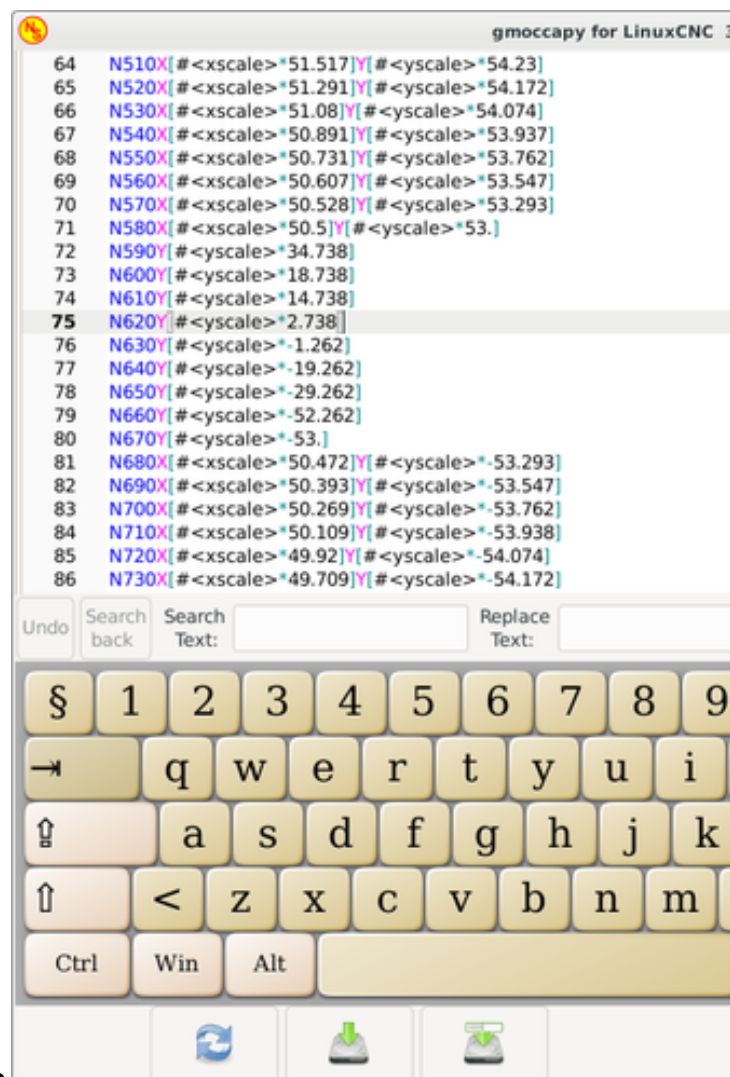 gmoccapy for LinuxCNC
64 N510X[#<xscale>*51.517]Y[#<yscale>*54.23]
65 N520X[#<xscale>*51.291]Y[#<yscale>*54.172]
66 N530X[#<xscale>*51.08]Y[#<yscale>*54.074]
67 N540X[#<xscale>*50.891]Y[#<yscale>*53.937]
68 N550X[#<xscale>*50.731]Y[#<yscale>*53.762]
69 N560X[#<xscale>*50.607]Y[#<yscale>*53.547]
70 N570X[#<xscale>*50.528]Y[#<yscale>*53.293]
71 N580X[#<xscale>*50.5]Y[#<yscale>*53.]
72 N590Y[#<yscale>*34.738]
73 N600Y[#<yscale>*18.738]
74 N610Y[#<yscale>*14.738]
75 N620Y[#<yscale>*2.738]
76 N630Y[#<yscale>*-1.262]
77 N640Y[#<yscale>*-19.262]
78 N650Y[#<yscale>*-29.262]
79 N660Y[#<yscale>*-52.262]
80 N670Y[#<yscale>*-53.]
81 N680X[#<xscale>*50.472]Y[#<yscale>*-53.293]
82 N690X[#<xscale>*50.393]Y[#<yscale>*-53.547]
83 N700X[#<xscale>*50.269]Y[#<yscale>*-53.762]
84 N710X[#<xscale>*50.109]Y[#<yscale>*-53.938]
85 N720X[#<xscale>*49.92]Y[#<yscale>*-54.074]
86 N730X[#<xscale>*49.709]Y[#<yscale>*-54.172]
Undo Search back Search Text: Replace Text:
§ 1 2 3 4 5 6 7 8 9
⇥ q w e r t y u i
⇪ a s d f g h j k
⇧ < z x c v b n m
Ctrl Win Alt